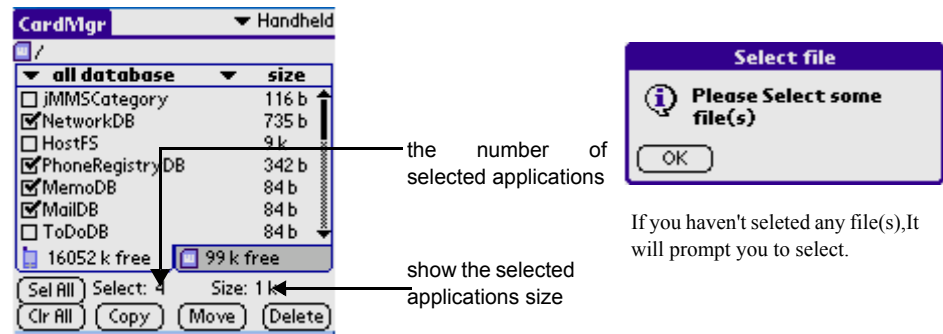 CardMgr Handheld
/
all database size
jMMSCategory 116 b
NetworkDB 735 b
HostFS 9 k
PhoneRegistryDB 342 b
MemoDB 84 b
MailDB 84 b
ToDoDB 84 b
16052 k free 99 k free
Sel All Select: 4 Size: 1 k
Clr All Copy Move Delete
the number of
selected applications
show the selected
applications size
Select file
Please Select some
file(s)
OK
If you haven't seleted any file(s),It
will prompt you to select.